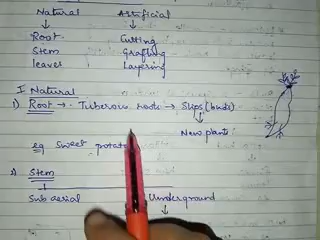 Natural Artificial
↓ ↓
Root Cutting
Stem Grafting
leaves Layering
I Natural
1) Root → Tuberous roots → Slips (buds)
↓
New plants
eg Sweet potato
2) Stem
↓
Sub aerial Underground
↓